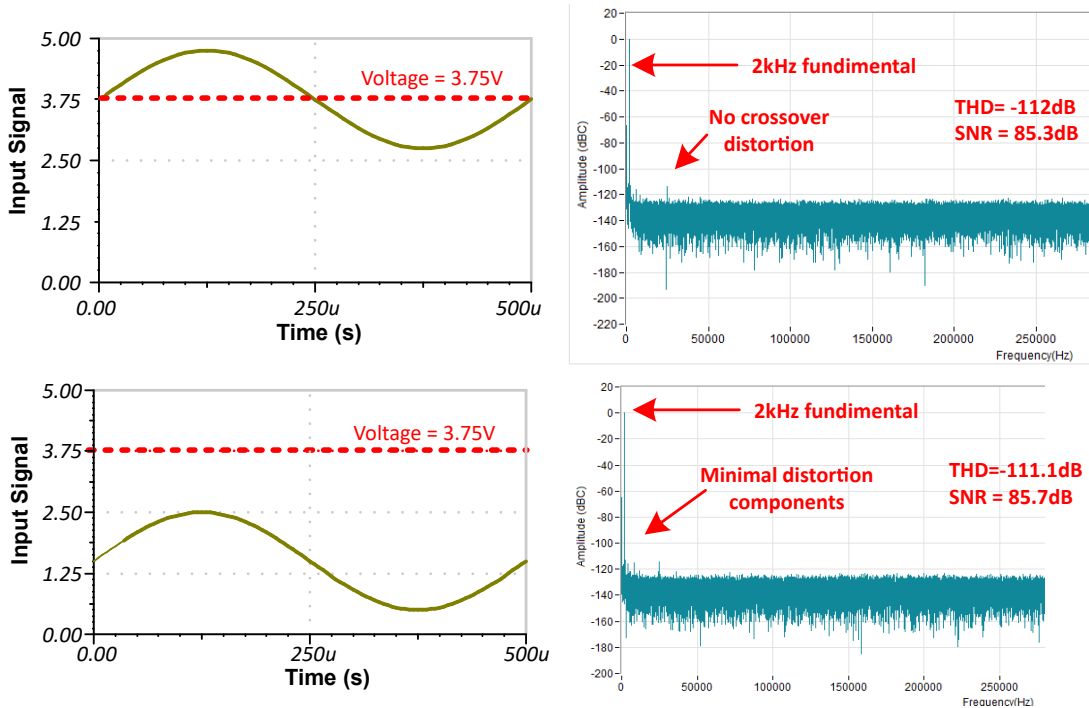 Input Signal
5.00
3.75
2.50
1.25
0.00
Voltage = 3.75V
0.00
250u
500u
Time (s)
Amplitude (dBC)
20
0
-20
-40
-60
-80
-100
-120
-140
-160
-180
-200
-220
2kHz fundimental
No crossover
distortion
THD= -112dB
SNR = 85.3dB
0
50000
100000
150000
200000
250000
Frequency(Hz)
Input Signal
5.00
3.75
2.50
1.25
0.00
Voltage = 3.75V
0.00
250u
500u
Time (s)
Amplitude (dBC)
20
0
-20
-40
-60
-80
-100
-120
-140
-160
-180
-200
2kHz fundimental
Minimal distortion
components
THD=-111.1dB
SNR = 85.7dB
0
50000
100000
150000
200000
250000
Frequency(Hz)